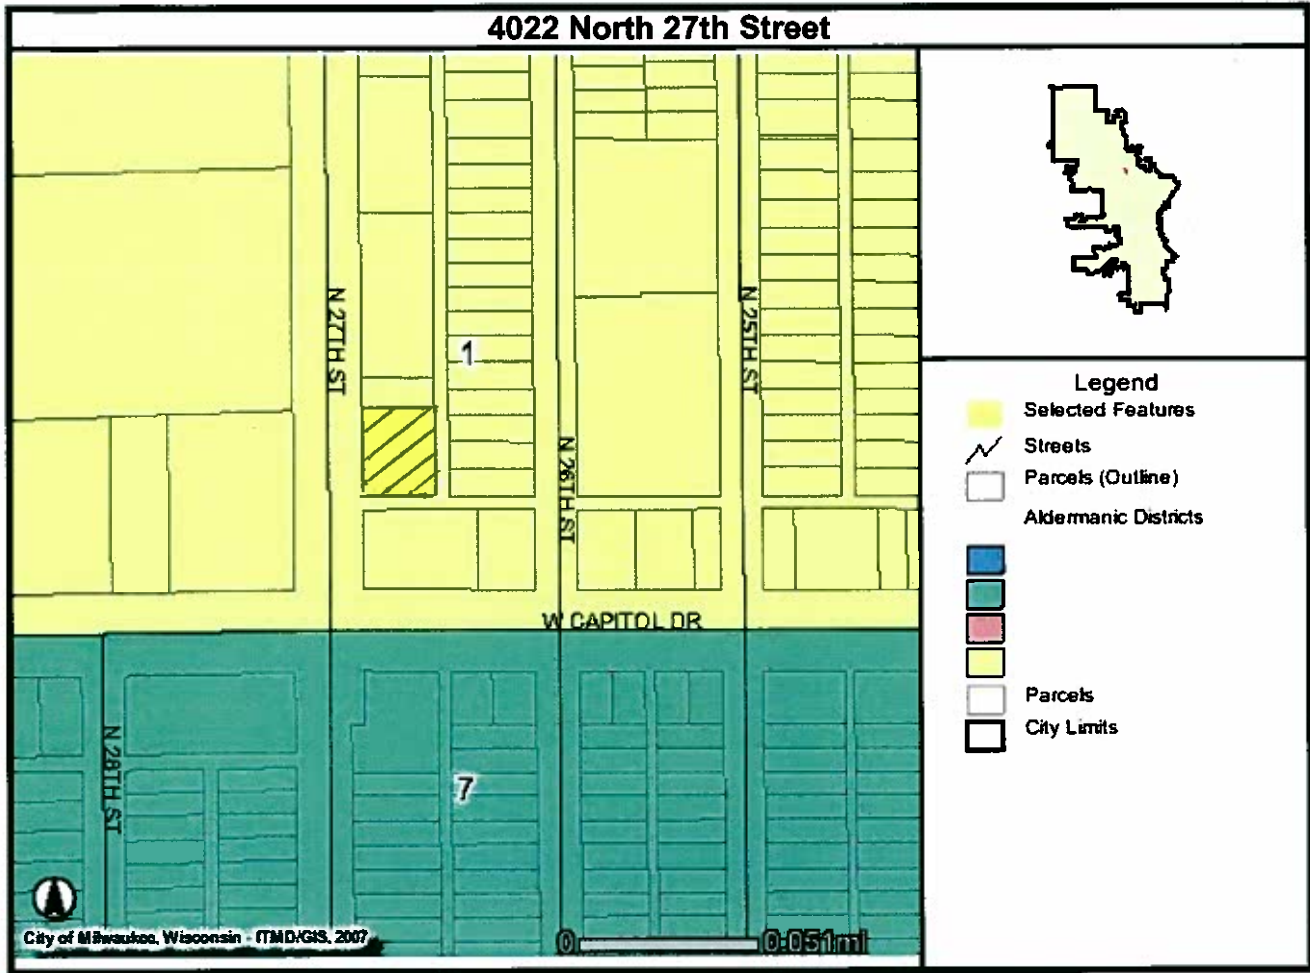 4022 North 27th Street
N 27TH ST
1
N 25TH ST
N 26TH ST
W CAPITOL DR
N 28TH ST
7
City of Milwaukee, Wisconsin - ITMD/GIS, 2007
0 0.051mi
Legend
Selected Features
Streets
Parcels (Outline)
Aldermanic Districts
Parcels
City Limits